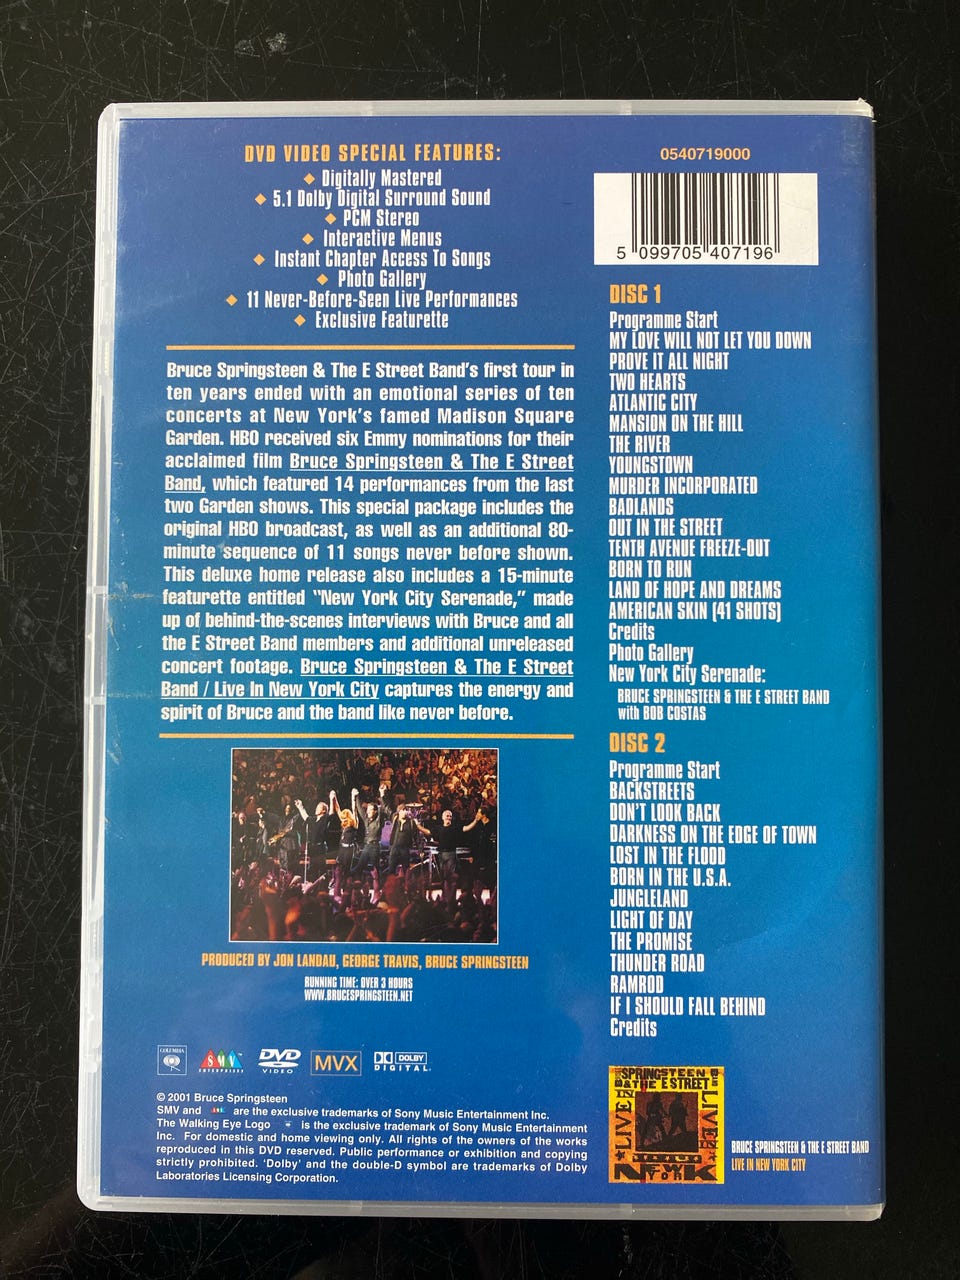 DVD VIDEO SPECIAL FEATURES:
Digitally Mastered
5.1 Dolby Digital Surround Sound
PCM Stereo
Interactive Menus
Instant Chapter Access To Songs
Photo Gallery
11 Never-Before-Seen Live Performances
Exclusive Featurette
Bruce Springsteen & The E Street Band's first tour in
ten years ended with an emotional series of ten
concerts at New York's famed Madison Square
Garden. HBO received six Emmy nominations for their
acclaimed film Bruce Springsteen & The E Street
Band, which featured 14 performances from the last
two Garden shows. This special package includes the
original HBO broadcast, as well as an additional 80-
minute sequence of 11 songs never before shown.
This deluxe home release also includes a 15-minute
featurette entitled "New York City Serenade," made
up of behind-the-scenes interviews with Bruce and all
the E Street Band members and additional unreleased
concert footage. Bruce Springsteen & The E Street
Band / Live In New York City captures the energy and
spirit of Bruce and the band like never before.
PRODUCED BY JON LANDAU, GEORGE TRAVIS, BRUCE SPRINGSTEEN
RUNNING TIME: OVER 3 HOURS
WWW.BRUCESPRINGSTEEN.NET
COLUMBIA
SMV
ENTERPRISES
DVD
VIDEO
MVX
DOLBY
DIGITAL
© 2001 Bruce Springsteen
SMV and are the exclusive trademarks of Sony Music Entertainment Inc.
The Walking Eye Logo is the exclusive trademark of Sony Music Entertainment
Inc. For domestic and home viewing only. All rights of the owners of the works
reproduced in this DVD reserved. Public performance or exhibition and copying
strictly prohibited. 'Dolby' and the double-D symbol are trademarks of Dolby
Laboratories Licensing Corporation.
0540719000
5 099705 407196
DISC 1
Programme Start
MY LOVE WILL NOT LET YOU DOWN
PROVE IT ALL NIGHT
TWO HEARTS
ATLANTIC CITY
MANSION ON THE HILL
THE RIVER
YOUNGSTOWN
MURDER INCORPORATED
BADLANDS
OUT IN THE STREET
TENTH AVENUE FREEZE-OUT
BORN TO RUN
LAND OF HOPE AND DREAMS
AMERICAN SKIN (41 SHOTS)
Credits
Photo Gallery
New York City Serenade:
BRUCE SPRINGSTEEN & THE E STREET BAND
with BOB COSTAS
DISC 2
Programme Start
BACKSTREETS
DON'T LOOK BACK
DARKNESS ON THE EDGE OF TOWN
LOST IN THE FLOOD
BORN IN THE U.S.A.
JUNGLELAND
LIGHT OF DAY
THE PROMISE
THUNDER ROAD
RAMROD
IF I SHOULD FALL BEHIND
Credits
SPRINGSTEEN
& THE E STREET
LIVE IN
LIVE IN
NEW YORK
BRUCE SPRINGSTEEN & THE E STREET BAND
LIVE IN NEW YORK CITY